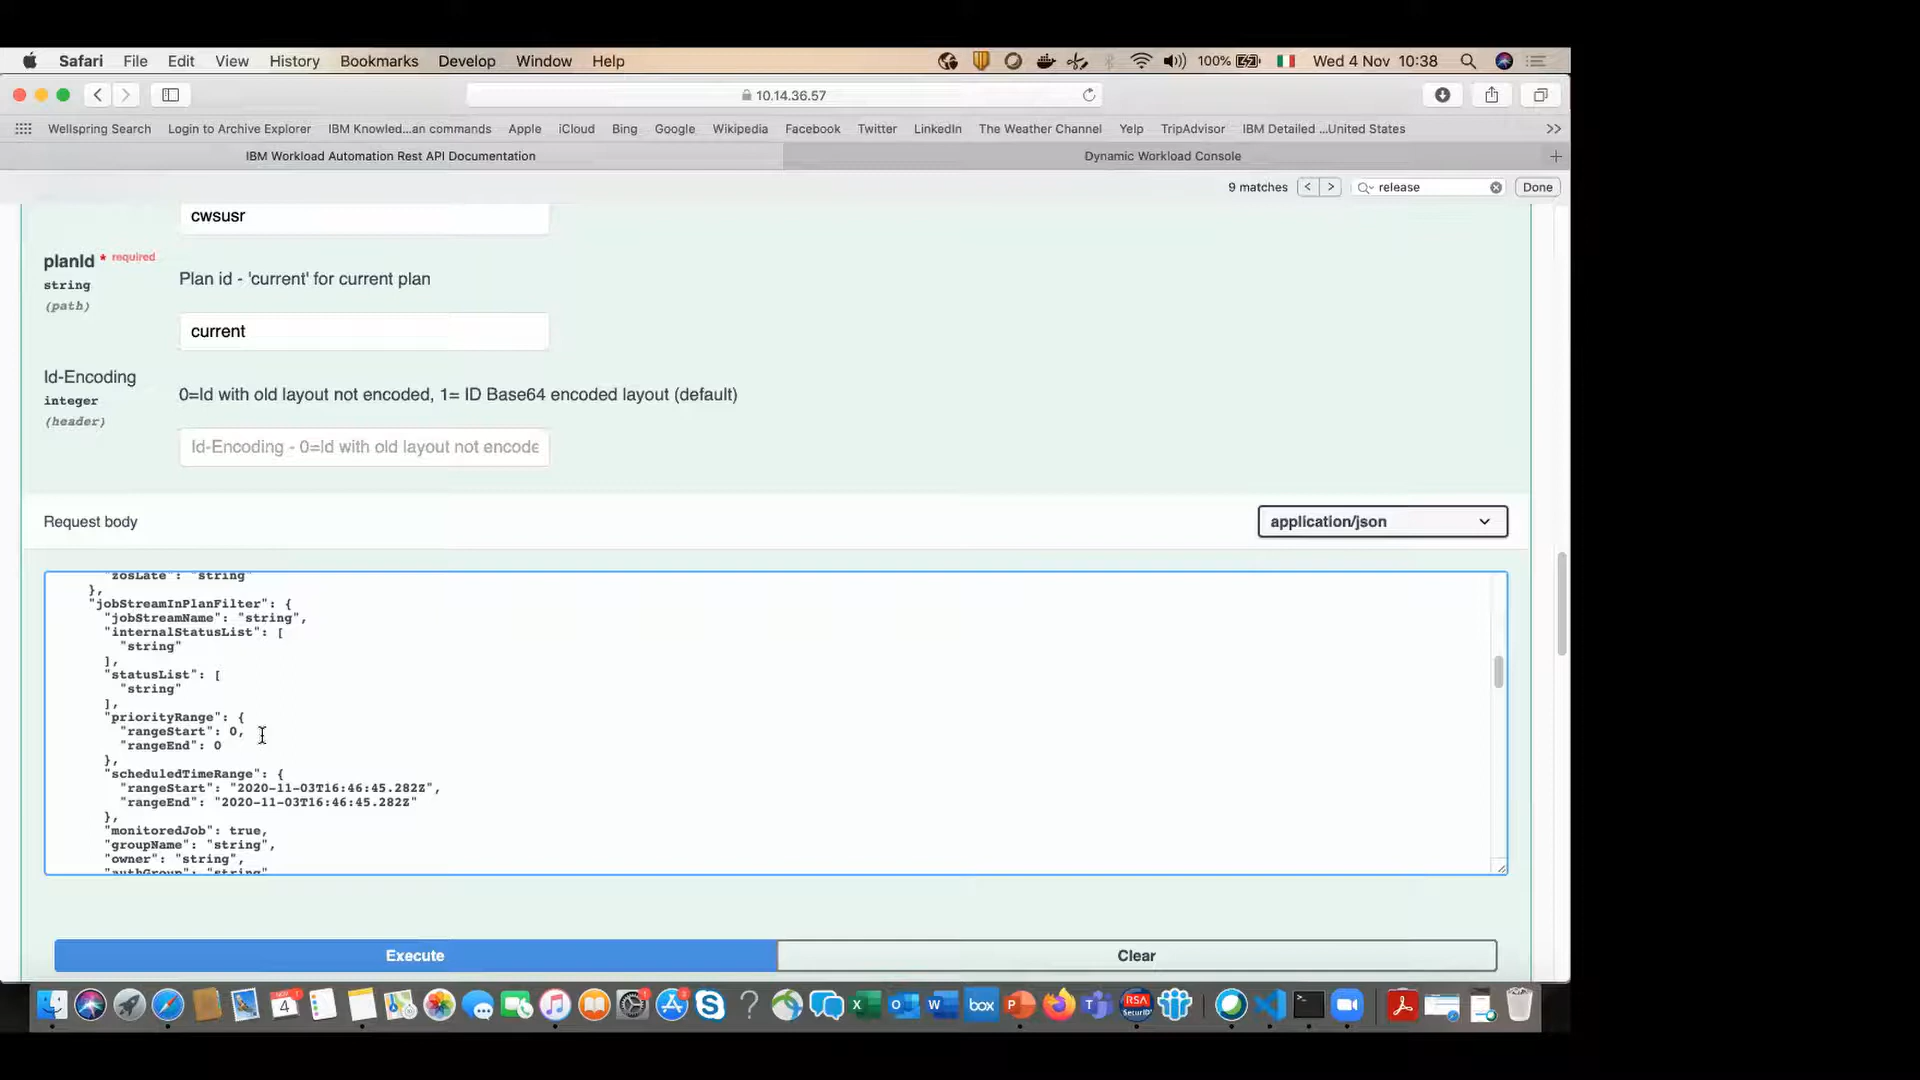 Safari File Edit View History Bookmarks Develop Window Help 100% Wed 4 Nov 10:38
10.14.36.57
Wellspring Search Login to Archive Explorer IBM Knowled...an commands Apple iCloud Bing Google Wikipedia Facebook Twitter LinkedIn The Weather Channel Yelp TripAdvisor IBM Detailed ...United States >>
IBM Workload Automation Rest API Documentation Dynamic Workload Console +
9 matches < > release Done
cwsusr
planId * required
string
(path)
Plan id - 'current' for current plan
current
Id-Encoding
integer
(header)
0=Id with old layout not encoded, 1= ID Base64 encoded layout (default)
Id-Encoding - 0=Id with old layout not encode
Request body application/json
"zosLate": "string"
},
"jobStreamInPlanFilter": {
"jobStreamName": "string",
"internalStatusList": [
"string"
],
"statusList": [
"string"
],
"priorityRange": {
"rangeStart": 0,
"rangeEnd": 0
},
"scheduledTimeRange": {
"rangeStart": "2020-11-03T16:46:45.282Z",
"rangeEnd": "2020-11-03T16:46:45.282Z"
},
"monitoredJob": true,
"groupName": "string",
"owner": "string",
"authGroup": "string"
Execute Clear
NOV 4 box RSA SecurID